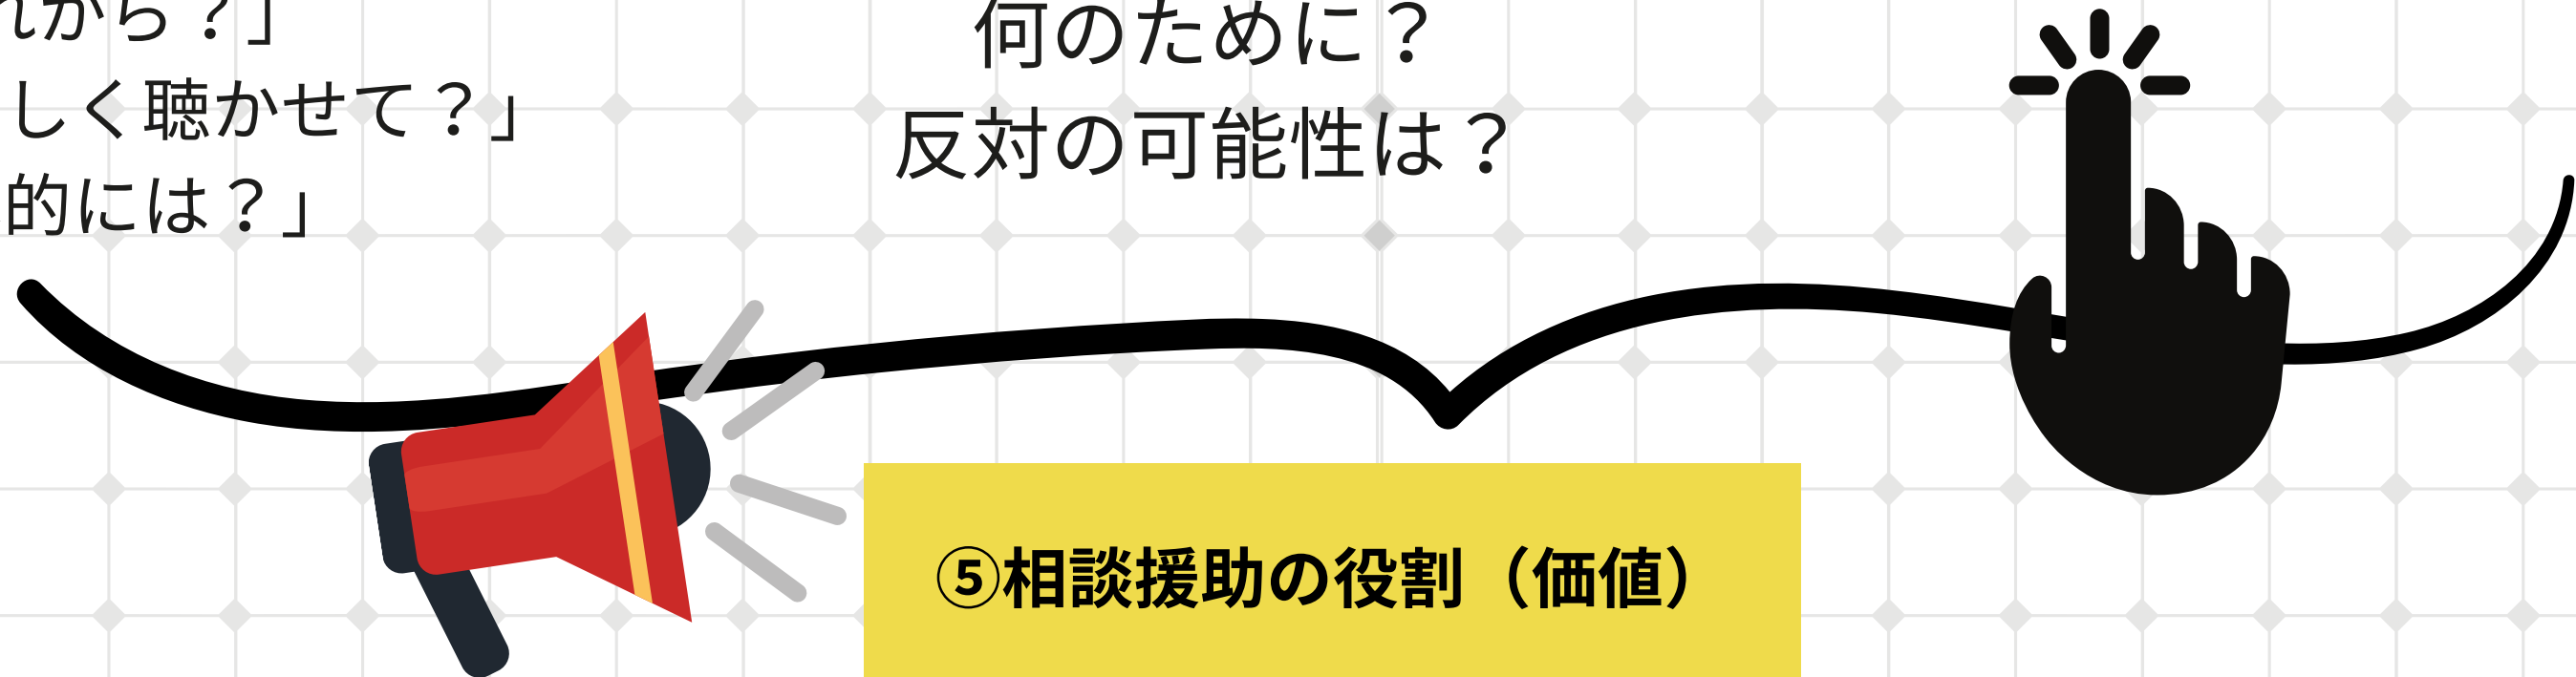 から？」
しく聴かせて？」
的には？」
何のために？
反対の可能性は？
⑤相談援助の役割（価値）